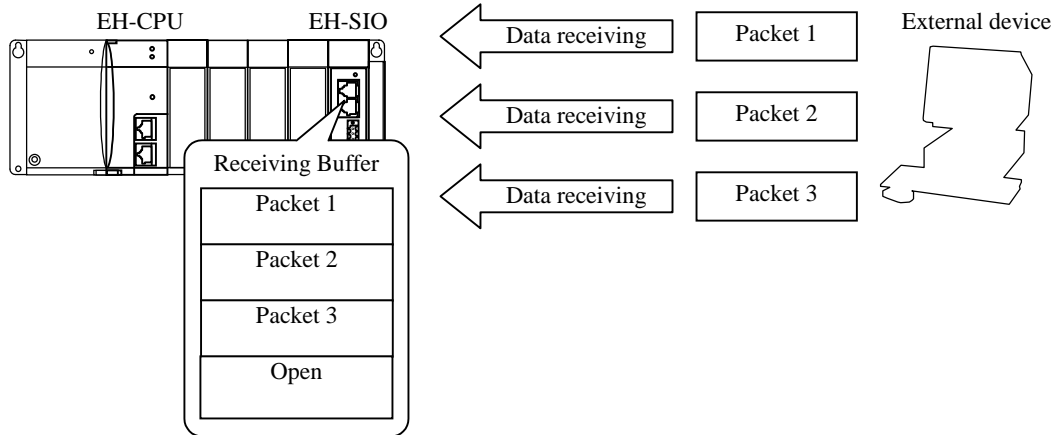 EH-CPU EH-SIO External device
Data receiving Packet 1
Data receiving Packet 2
Data receiving Packet 3
Receiving Buffer
Packet 1
Packet 2
Packet 3
Open